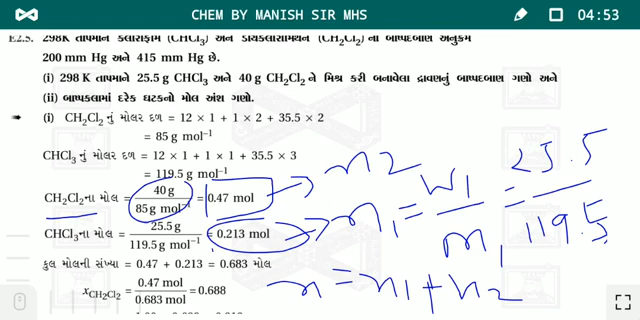 CHEM BY MANISH SIR MHS
04:53
E2.5. 298K તાપમાને ક્લોરોફોર્મ (CHCl₃) અને ડાયક્લોરોમિથેન (CH₂Cl₂) ના બાષ્પદબાણ અનુક્રમે
200 mm Hg અને 415 mm Hg છે.
(i) 298 K તાપમાને 25.5 g CHCl₃ અને 40 g CH₂Cl₂ ને મિશ્ર કરી બનાવેલા દ્રાવણનું બાષ્પદબાણ ગણો અને
(ii) બાષ્પકલામાં દરેક ઘટકનો મોલ અંશ ગણો.
(i) CH₂Cl₂ નું મોલર દળ = 12 × 1 + 1 × 2 + 35.5 × 2
= 85 g mol⁻¹
CHCl₃ નું મોલર દળ = 12 × 1 + 1 × 1 + 35.5 × 3
= 119.5 g mol⁻¹
CH₂Cl₂ના મોલ = 40 g / 85 g mol⁻¹ = 0.47 mol → n2
CHCl₃ના મોલ = 25.5 g / 119.5 g mol⁻¹ = 0.213 mol → n1 = W1 / m1 = 25.5 / 119.5
કુલ મોલની સંખ્યા = 0.47 + 0.213 = 0.683 મોલ
n = n1 + n2
x CH₂Cl₂ = 0.47 mol / 0.683 mol = 0.688